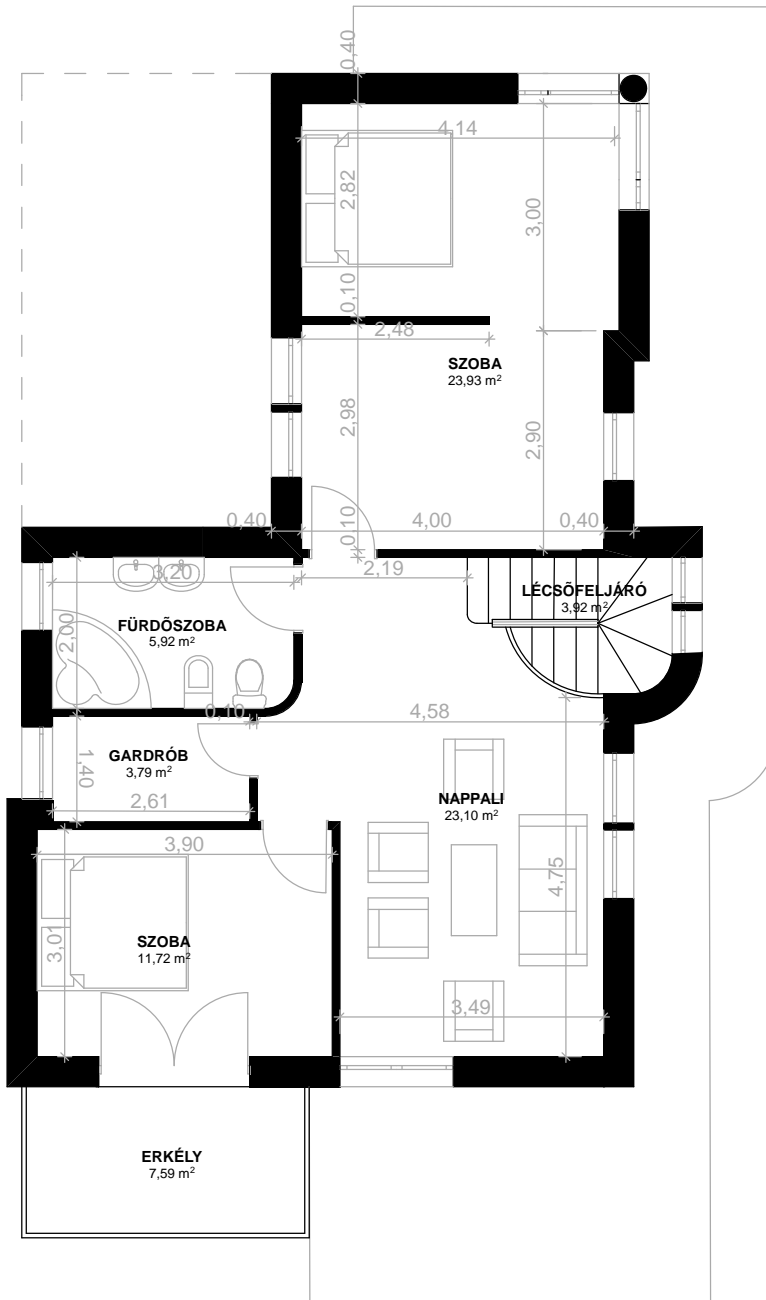 0,40
4,14
2,82
3,00
0,10
2,48
SZOBA
23,93 m²
2,98
2,90
0,40
0,10
4,00
0,40
2,19
3,20
LÉCSÕFELJÁRÓ
3,92 m²
FÜRDÕSZOBA
5,92 m²
2,00
0,10
4,58
GARDRÓB
3,79 m²
1,40
2,61
NAPPALI
23,10 m²
3,90
4,75
SZOBA
11,72 m²
3,01
3,49
ERKÉLY
7,59 m²